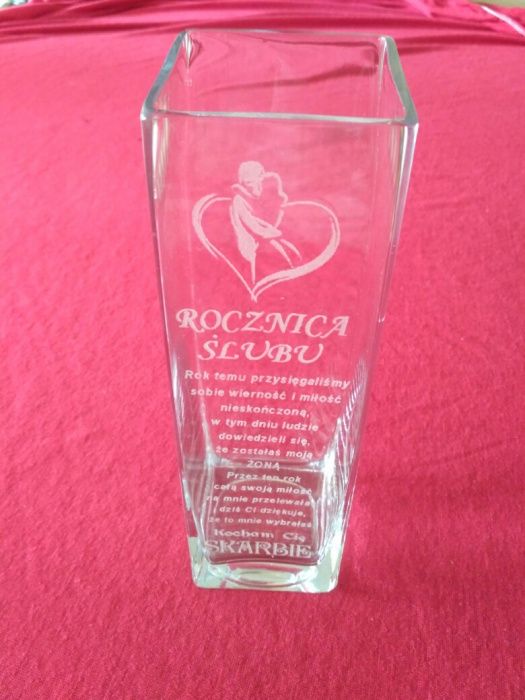 ROCZNICA
ŚLUBU
Rok temu przysięgaliśmy
sobie wierność i miłość
nieskończoną,
w tym dniu ludzie
dowiedzieli się,
że zostałaś moją
ŻONĄ
Przez ten rok
całą swoją miłość
na mnie przelewałaś
dziś Ci dziękuję,
że to mnie wybrałaś
Kocham Cię
SKARBIE